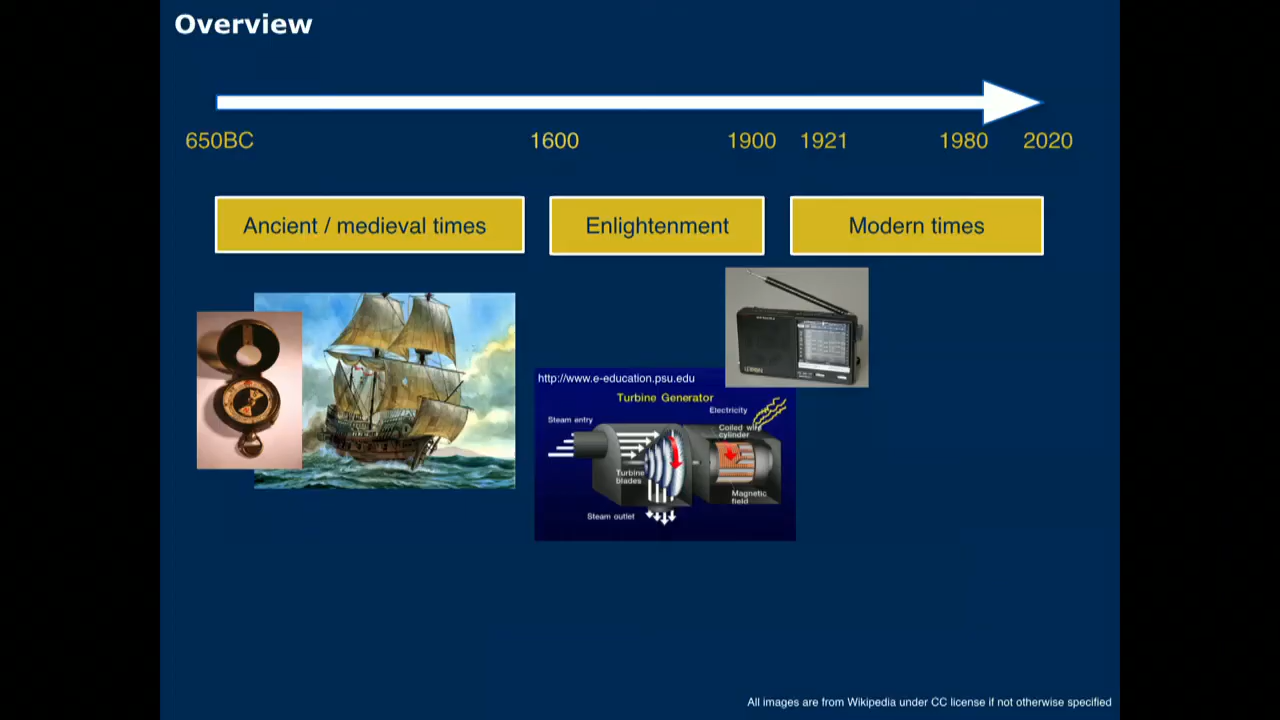 Overview
650BC 1600 1900 1921 1980 2020
Ancient / medieval times Enlightenment Modern times
http://www.e-education.psu.edu
Turbine Generator
Steam entry
Electricity
Coiled wire
cylinder
Turbine
blades
Magnetic
field
Steam outlet
All images are from Wikipedia under CC license if not otherwise specified